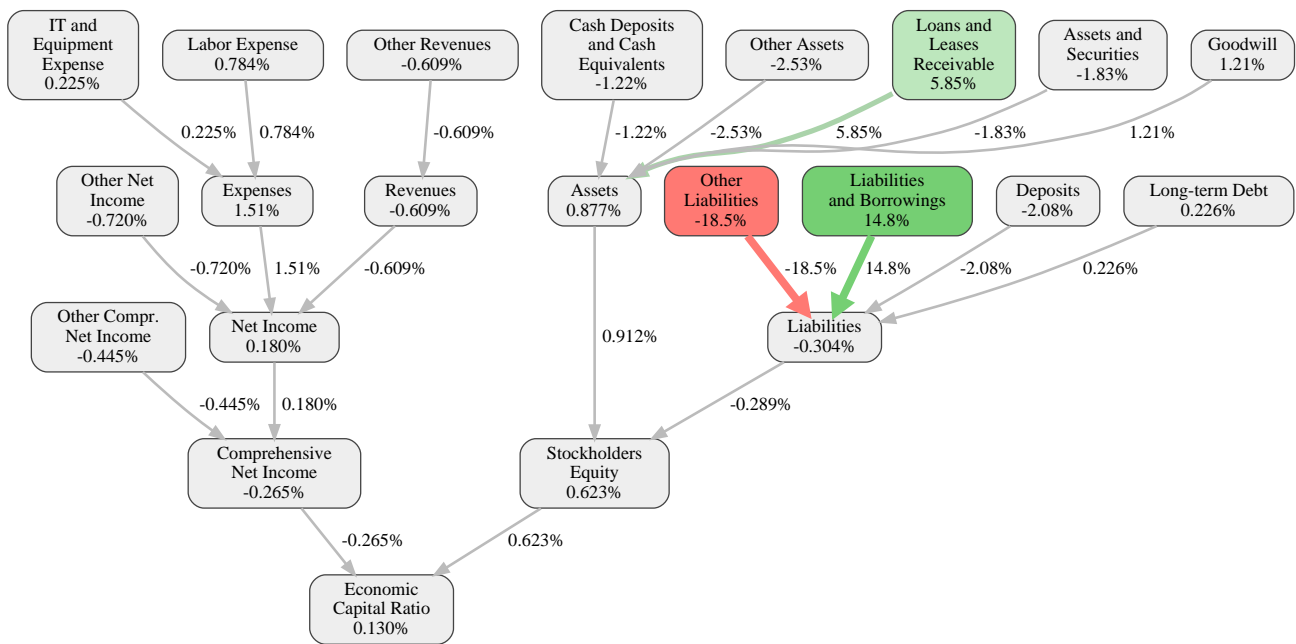 IT and
Equipment
Expense
0.225%
Labor Expense
0.784%
Other Revenues
-0.609%
Cash Deposits
and Cash
Equivalents
-1.22%
Other Assets
-2.53%
Loans and
Leases
Receivable
5.85%
Assets and
Securities
-1.83%
Goodwill
1.21%
0.225%
0.784%
-0.609%
-1.22%
-2.53%
5.85%
-1.83%
1.21%
Other Net
Income
-0.720%
Expenses
1.51%
Revenues
-0.609%
Assets
0.877%
Other
Liabilities
-18.5%
Liabilities
and Borrowings
14.8%
Deposits
-2.08%
Long-term Debt
0.226%
-0.720%
1.51%
-0.609%
-18.5%
14.8%
-2.08%
0.226%
Other Compr.
Net Income
-0.445%
Net Income
0.180%
0.912%
Liabilities
-0.304%
-0.445%
0.180%
-0.289%
Comprehensive
Net Income
-0.265%
Stockholders
Equity
0.623%
-0.265%
0.623%
Economic
Capital Ratio
0.130%